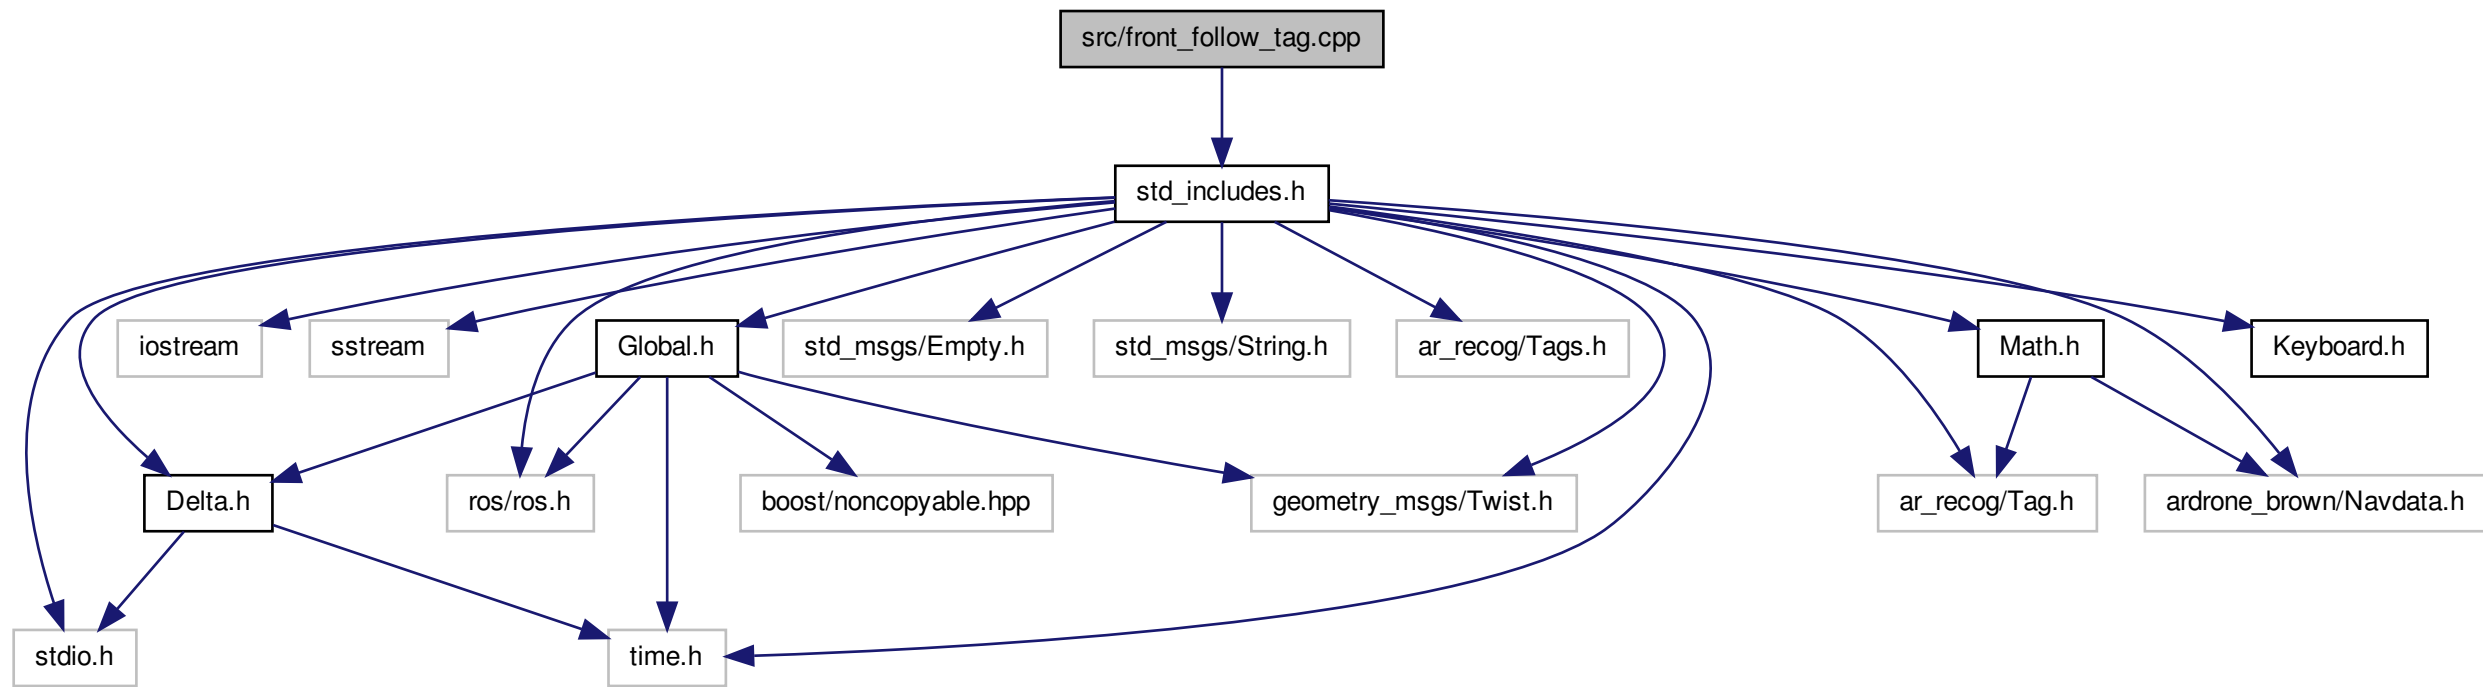 src/front_follow_tag.cpp
std_includes.h
iostream
sstream
Global.h
std_msgs/Empty.h
std_msgs/String.h
ar_recog/Tags.h
Math.h
Keyboard.h
Delta.h
ros/ros.h
boost/noncopyable.hpp
geometry_msgs/Twist.h
ar_recog/Tag.h
ardrone_brown/Navdata.h
stdio.h
time.h